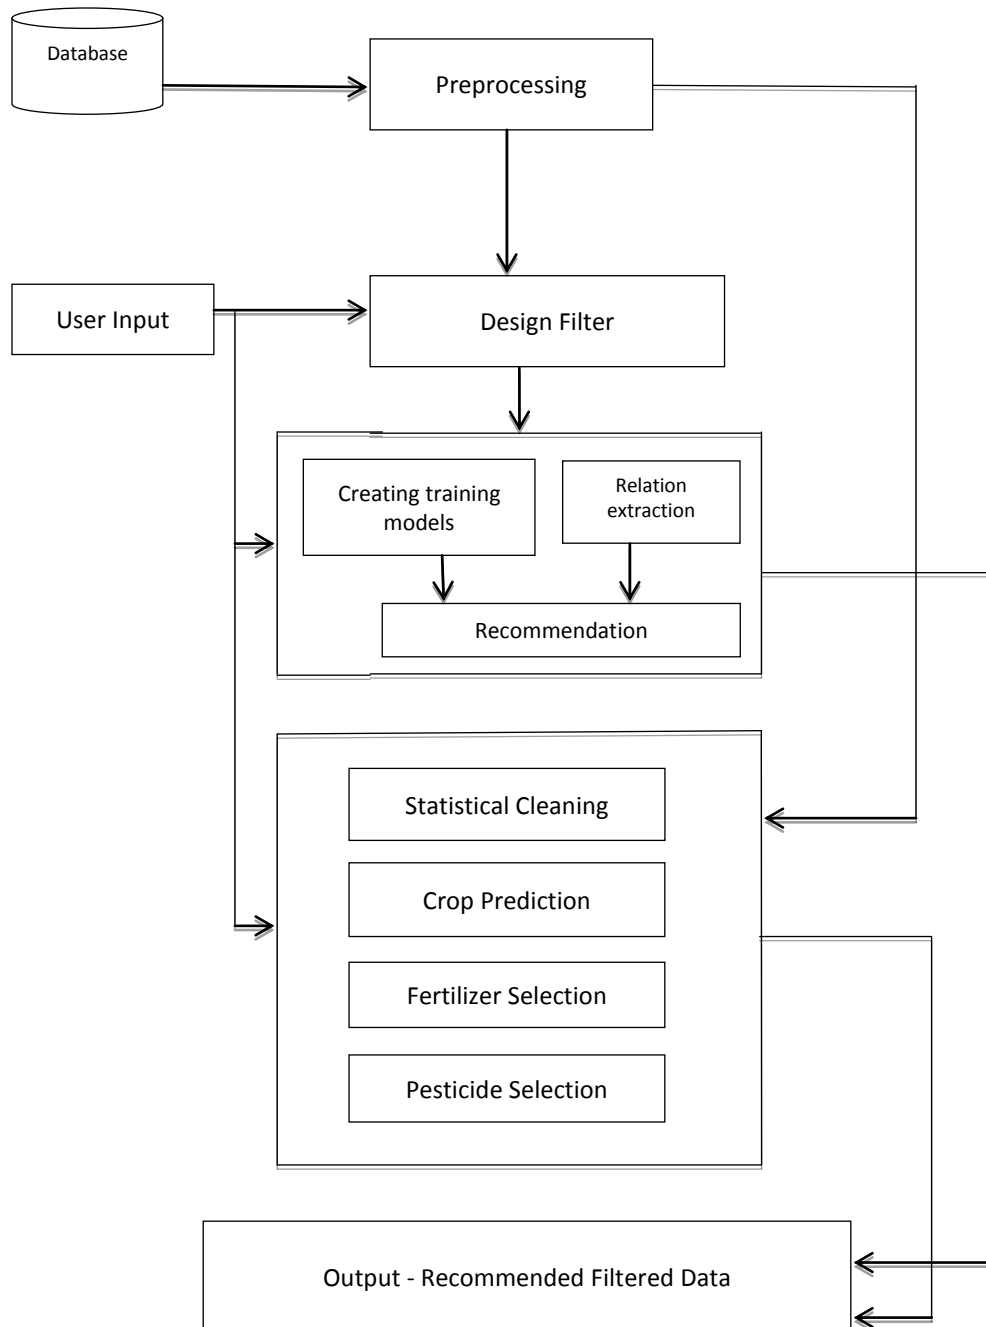 Database
Preprocessing
User Input
Design Filter
Creating training
models
Relation
extraction
Recommendation
Statistical Cleaning
Crop Prediction
Fertilizer Selection
Pesticide Selection
Output - Recommended Filtered Data